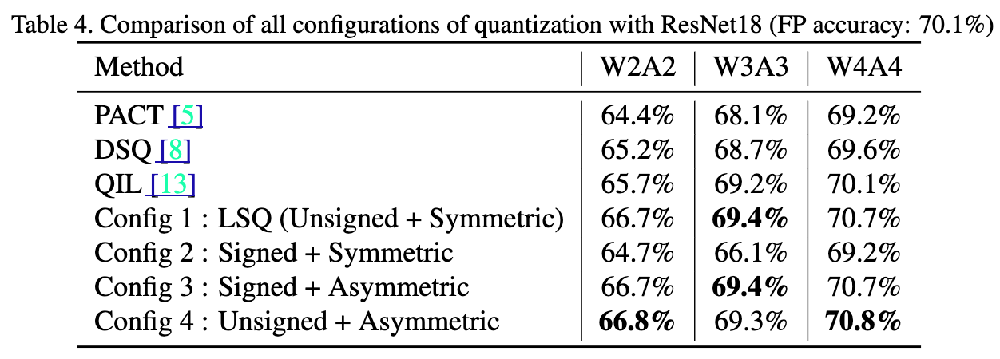 Table 4. Comparison of all configurations of quantization with ResNet18 (FP accuracy: 70.1%)
Method W2A2 W3A3 W4A4
PACT [5] 64.4% 68.1% 69.2%
DSQ [8] 65.2% 68.7% 69.6%
QIL [13] 65.7% 69.2% 70.1%
Config 1 : LSQ (Unsigned + Symmetric) 66.7% 69.4% 70.7%
Config 2 : Signed + Symmetric 64.7% 66.1% 69.2%
Config 3 : Signed + Asymmetric 66.7% 69.4% 70.7%
Config 4 : Unsigned + Asymmetric 66.8% 69.3% 70.8%